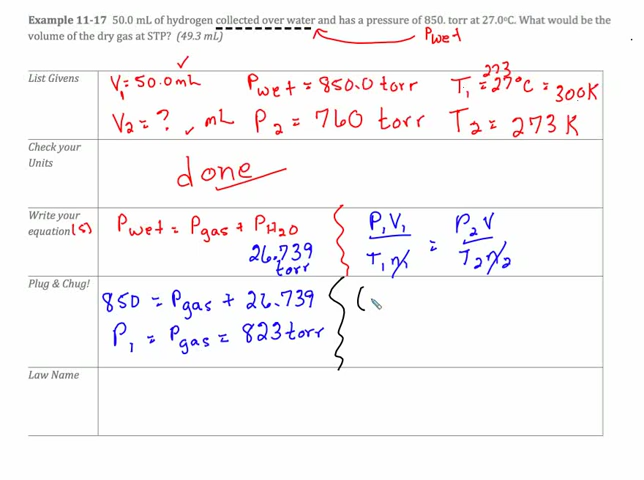 Example 11-17 50.0 mL of hydrogen collected over water and has a pressure of 850. torr at 27.0ºC. What would be the
volume of the dry gas at STP? (49.3 mL)
Pwet
List Givens
V₁= 50.0mL ✓
Pwet = 850.0 torr
273
T₁ = 27°C = 300K
V₂ = ? ✓ mL
P₂ = 760 torr
T₂ = 273 K
Check your
Units
done
Write your
equation(s)
Pwet = Pgas + PH₂O
26.739
torr
P₁V₁ / T₁n₁ = P₂V / T₂n₂
Plug & Chug!
850 = Pgas + 26.739
P₁ = Pgas = 823 torr
(
Law Name